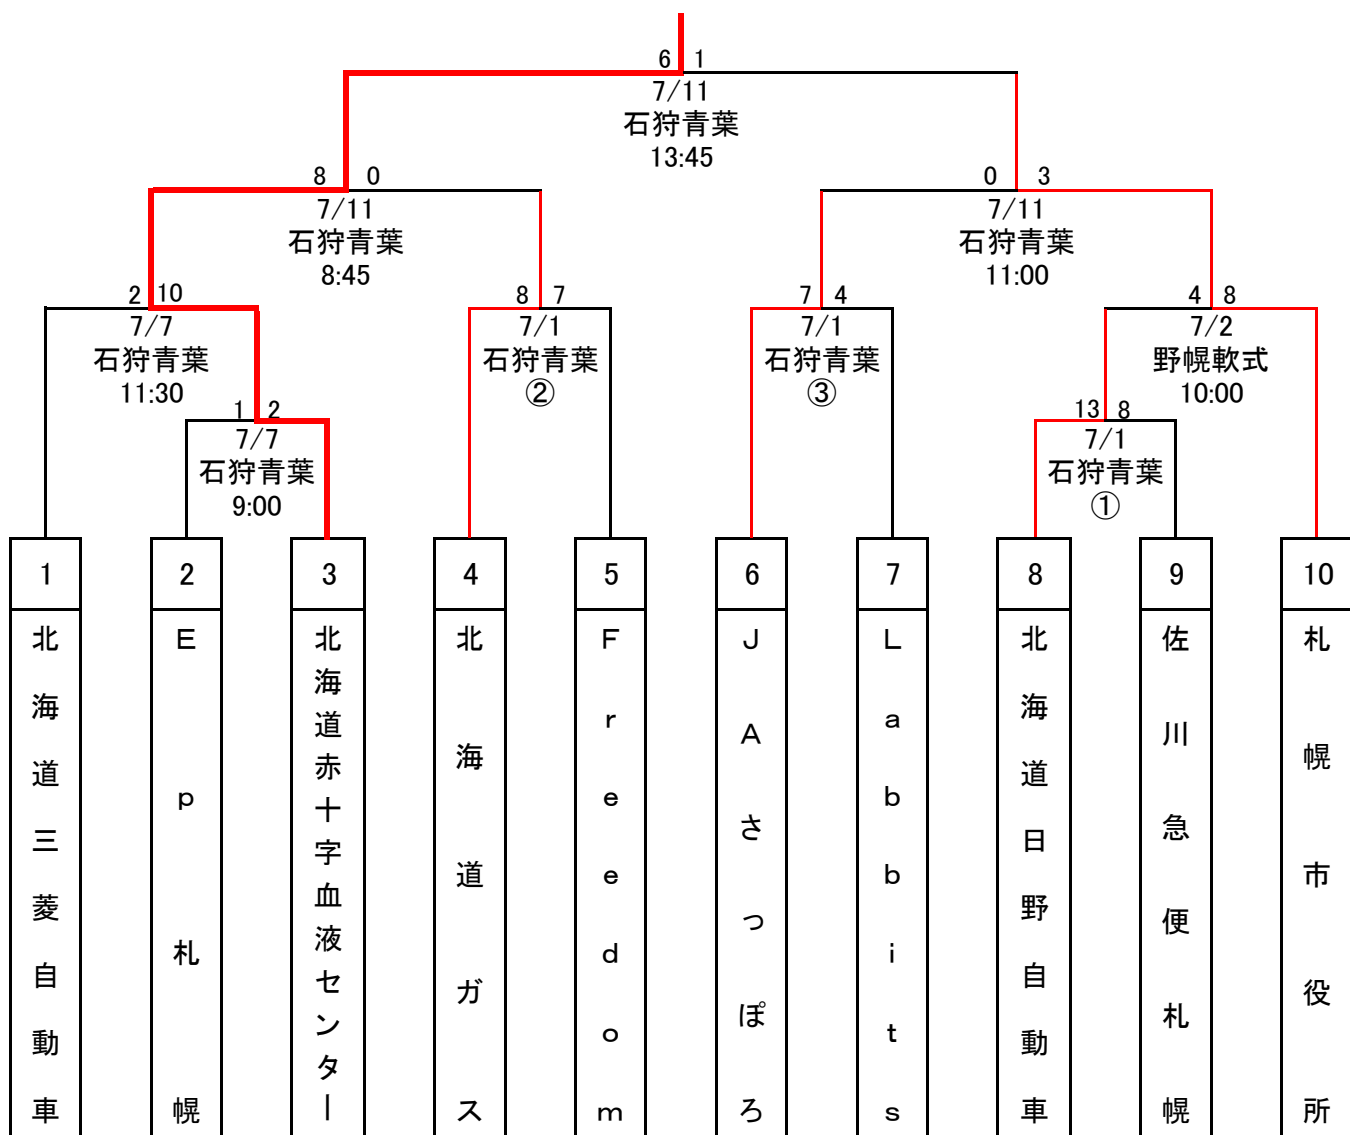 6 1
7/11
石狩青葉
13:45
8 0
7/11
石狩青葉
8:45
0 3
7/11
石狩青葉
11:00
2 10
7/7
石狩青葉
11:30
8 7
7/1
石狩青葉
②
7 4
7/1
石狩青葉
③
4 8
7/2
野幌軟式
10:00
1 2
7/7
石狩青葉
9:00
13 8
7/1
石狩青葉
①
1
北海道三菱自動車
2
Ep札幌
3
北海道赤十字血液センター
4
北海道ガス
5
Freedom
6
JAさっぽろ
7
Labbits
8
北海道日野自動車
9
佐川急便札幌
10
札幌市役所